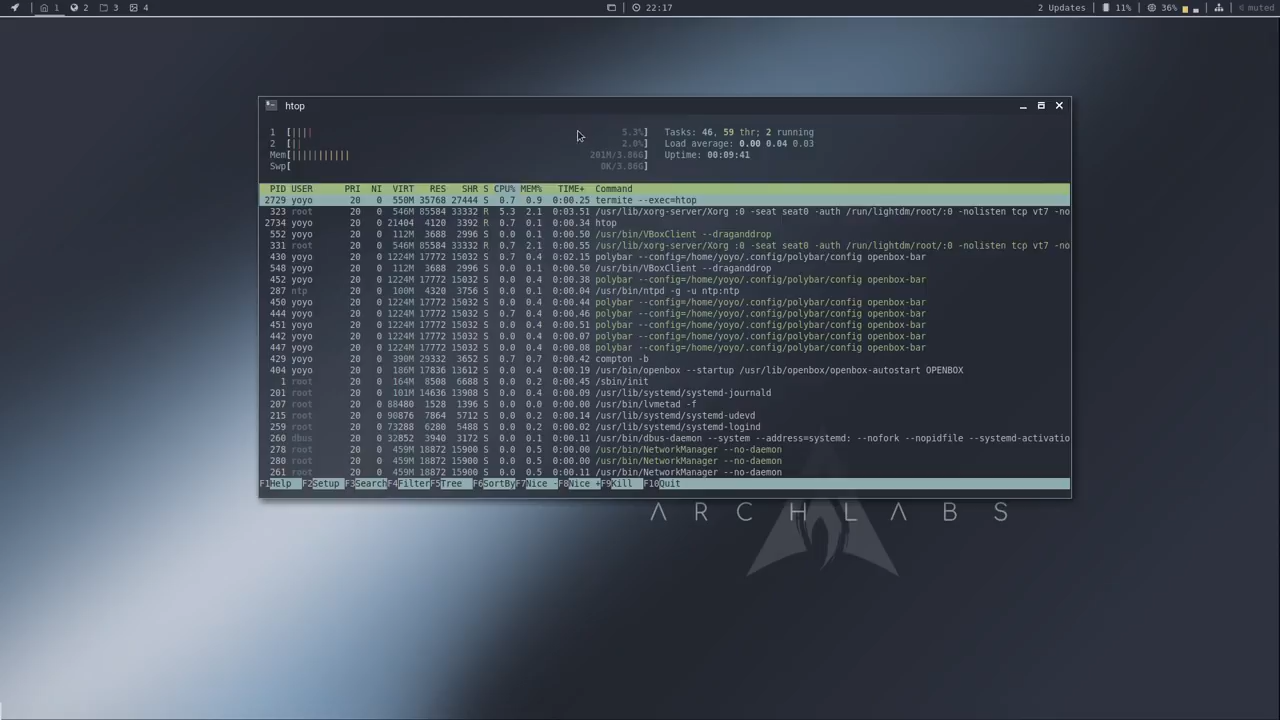 1 2 3 4 22:17 2 Updates 11% 36% muted
htop
1 [|||| 5.3%] Tasks: 46, 59 thr; 2 running
2 [|| 2.0%] Load average: 0.00 0.04 0.03
Mem[||||||||||| 201M/3.86G] Uptime: 00:09:41
Swp[ 0K/3.86G]
PID USER PRI NI VIRT RES SHR S CPU% MEM% TIME+ Command
2729 yoyo 20 0 550M 35768 27444 S 0.7 0.9 0:00.25 termite --exec=htop
323 root 20 0 546M 85584 33332 R 5.3 2.1 0:03.51 /usr/lib/xorg-server/Xorg :0 -seat seat0 -auth /run/lightdm/root/:0 -nolisten tcp vt7 -no
2734 yoyo 20 0 21404 4120 3392 R 0.7 0.1 0:00.34 htop
552 yoyo 20 0 112M 3688 2996 S 0.0 0.1 0:00.50 /usr/bin/VBoxClient --draganddrop
331 root 20 0 546M 85584 33332 R 0.7 2.1 0:00.55 /usr/lib/xorg-server/Xorg :0 -seat seat0 -auth /run/lightdm/root/:0 -nolisten tcp vt7 -no
430 yoyo 20 0 1224M 17772 15032 S 0.7 0.4 0:02.15 polybar --config=/home/yoyo/.config/polybar/config openbox-bar
548 yoyo 20 0 112M 3688 2996 S 0.0 0.1 0:00.50 /usr/bin/VBoxClient --draganddrop
452 yoyo 20 0 1224M 17772 15032 S 0.0 0.4 0:00.38 polybar --config=/home/yoyo/.config/polybar/config openbox-bar
287 ntp 20 0 100M 4320 3756 S 0.0 0.1 0:00.04 /usr/bin/ntpd -g -u ntp:ntp
450 yoyo 20 0 1224M 17772 15032 S 0.0 0.4 0:00.44 polybar --config=/home/yoyo/.config/polybar/config openbox-bar
444 yoyo 20 0 1224M 17772 15032 S 0.7 0.4 0:00.46 polybar --config=/home/yoyo/.config/polybar/config openbox-bar
451 yoyo 20 0 1224M 17772 15032 S 0.0 0.4 0:00.51 polybar --config=/home/yoyo/.config/polybar/config openbox-bar
442 yoyo 20 0 1224M 17772 15032 S 0.0 0.4 0:00.07 polybar --config=/home/yoyo/.config/polybar/config openbox-bar
447 yoyo 20 0 1224M 17772 15032 S 0.0 0.4 0:00.08 polybar --config=/home/yoyo/.config/polybar/config openbox-bar
429 yoyo 20 0 390M 29332 3652 S 0.7 0.7 0:00.42 compton -b
404 yoyo 20 0 186M 17836 13612 S 0.0 0.4 0:00.19 /usr/bin/openbox --startup /usr/lib/openbox/openbox-autostart OPENBOX
1 root 20 0 164M 8508 6688 S 0.0 0.2 0:00.45 /sbin/init
201 root 20 0 101M 14636 13908 S 0.0 0.4 0:00.09 /usr/lib/systemd/systemd-journald
207 root 20 0 88480 1528 1396 S 0.0 0.0 0:00.00 /usr/bin/lvmetad -f
215 root 20 0 90876 7864 5712 S 0.0 0.2 0:00.14 /usr/lib/systemd/systemd-udevd
259 root 20 0 73288 6280 5488 S 0.0 0.2 0:00.02 /usr/lib/systemd/systemd-logind
260 dbus 20 0 32852 3940 3172 S 0.0 0.1 0:00.11 /usr/bin/dbus-daemon --system --address=systemd: --nofork --nopidfile --systemd-activatio
278 root 20 0 459M 18872 15900 S 0.0 0.5 0:00.00 /usr/bin/NetworkManager --no-daemon
280 root 20 0 459M 18872 15900 S 0.0 0.5 0:00.00 /usr/bin/NetworkManager --no-daemon
261 root 20 0 459M 18872 15900 S 0.0 0.5 0:00.11 /usr/bin/NetworkManager --no-daemon
F1Help F2Setup F3Search F4Filter F5Tree F6SortBy F7Nice - F8Nice + F9Kill F10Quit
ARCHLABS